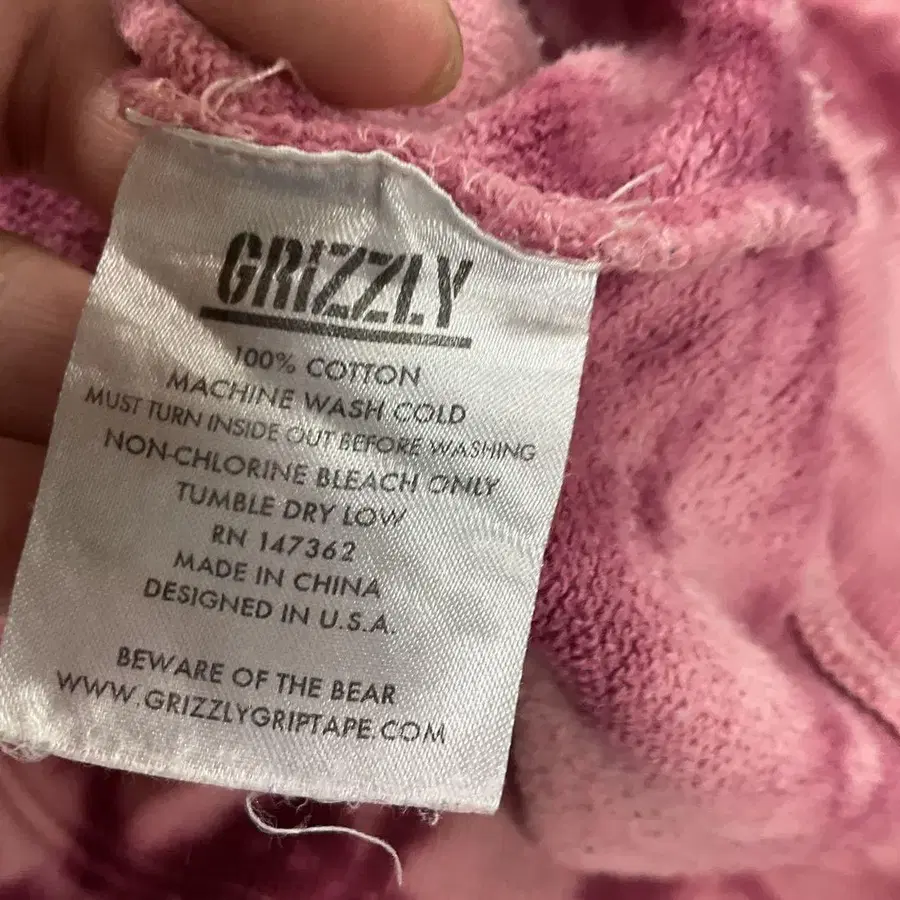 GRiZZLY
100% COTTON
MACHINE WASH COLD
MUST TURN INSIDE OUT BEFORE WASHING
NON-CHLORINE BLEACH ONLY
TUMBLE DRY LOW
RN 147362
MADE IN CHINA
DESIGNED IN U.S.A.
BEWARE OF THE BEAR
WWW.GRIZZLYGRIPTAPE.COM